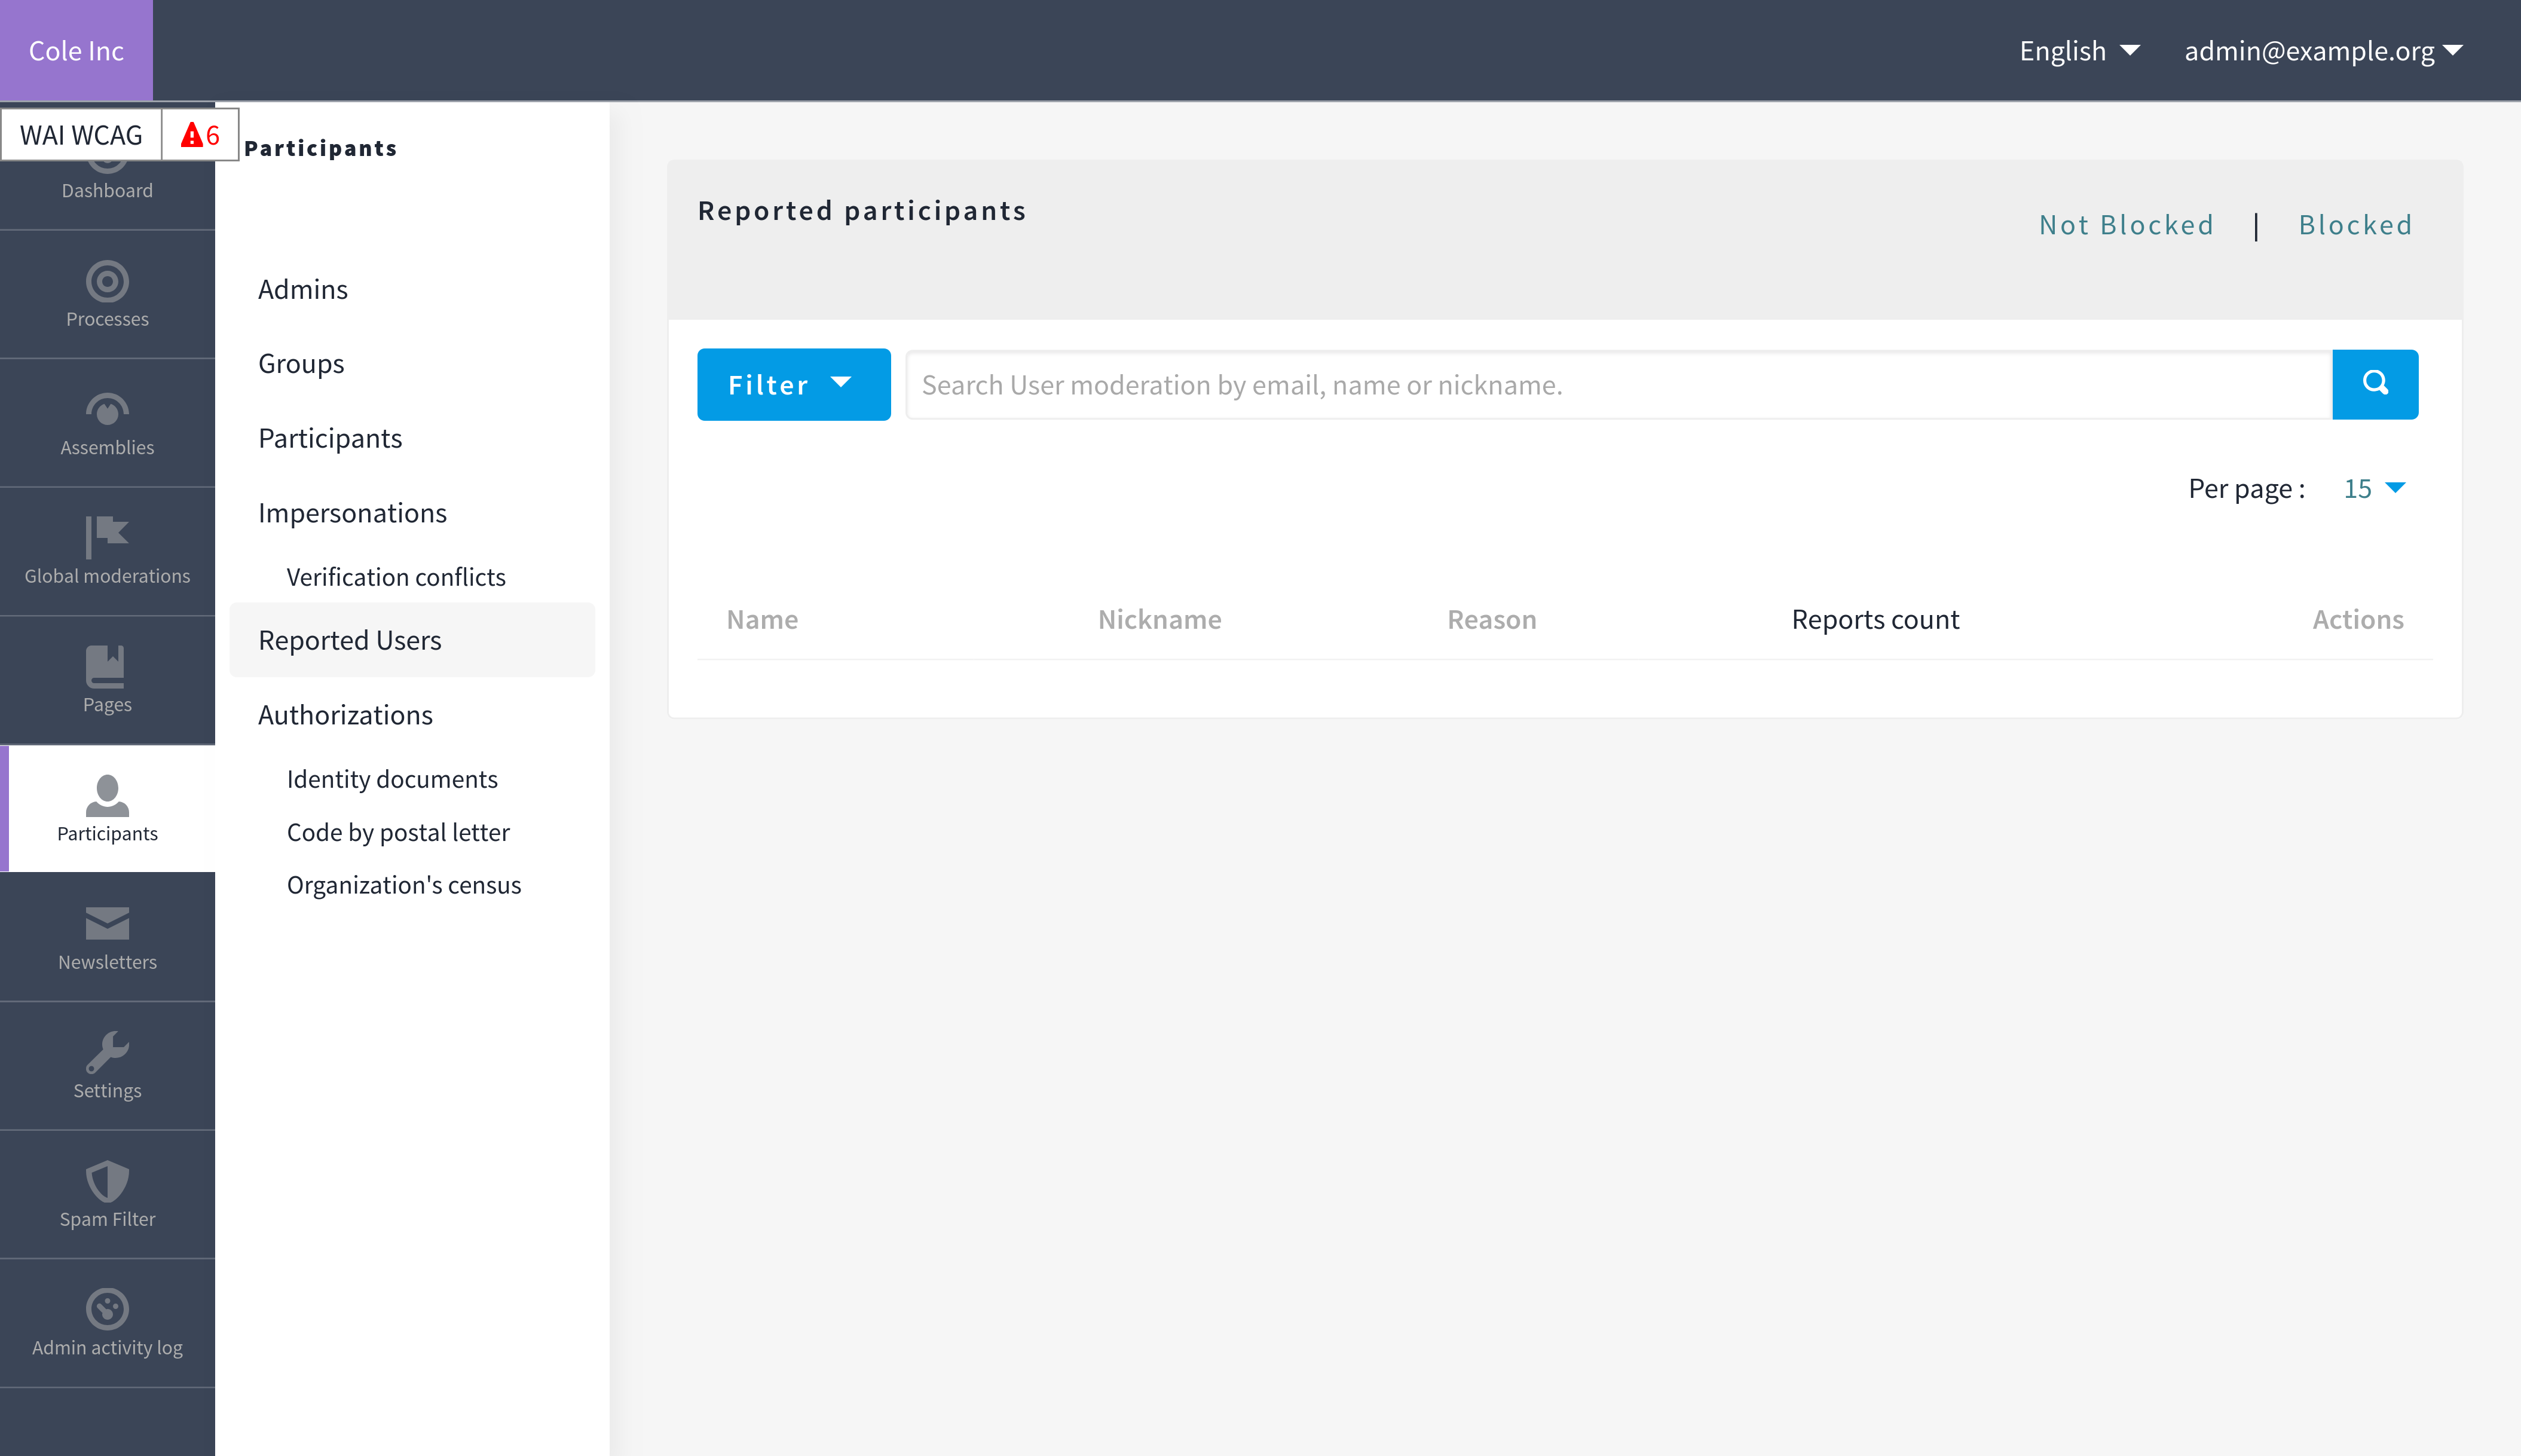 Cole Inc
English
admin@example.org
WAI WCAG
6
Dashboard
Processes
Assemblies
Global moderations
Pages
Participants
Newsletters
Settings
Spam Filter
Admin activity log
Participants
Admins
Groups
Participants
Impersonations
Verification conflicts
Reported Users
Authorizations
Identity documents
Code by postal letter
Organization's census
Reported participants
Not Blocked | Blocked
Filter
Search User moderation by email, name or nickname.
Per page : 15
Name Nickname Reason Reports count Actions